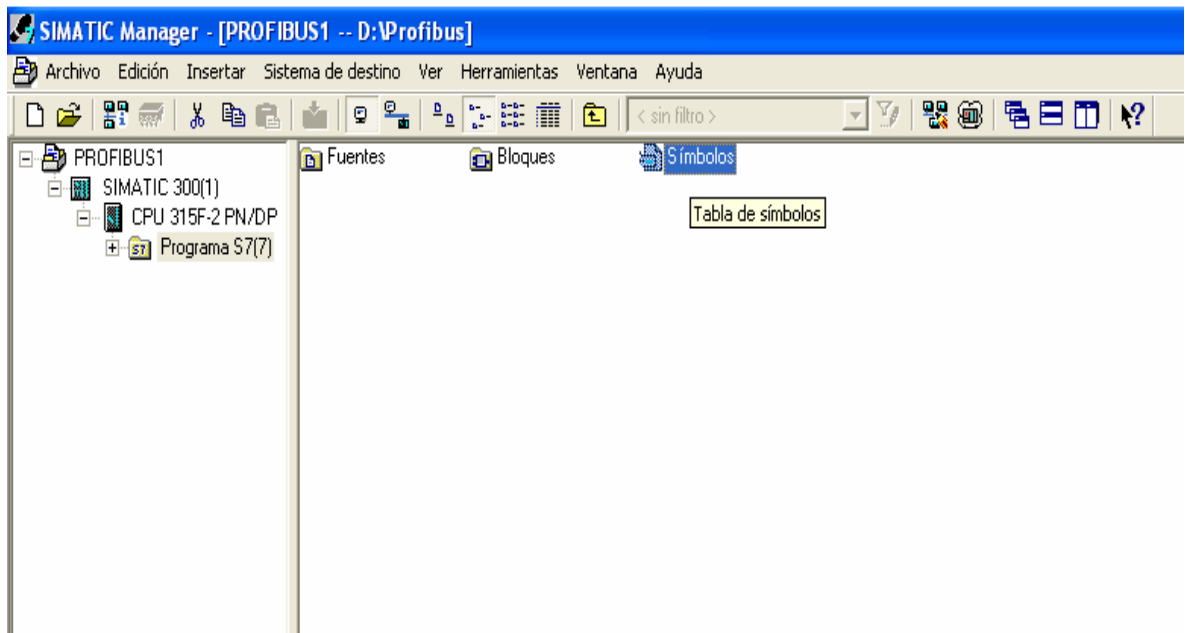 SIMATIC Manager - [PROFIBUS1 -- D:\Profibus]
Archivo Edición Insertar Sistema de destino Ver Herramientas Ventana Ayuda
< sin filtro >
PROFIBUS1
SIMATIC 300(1)
CPU 315F-2 PN/DP
S7 Programa S7(7)
Fuentes Bloques Símbolos
Tabla de símbolos